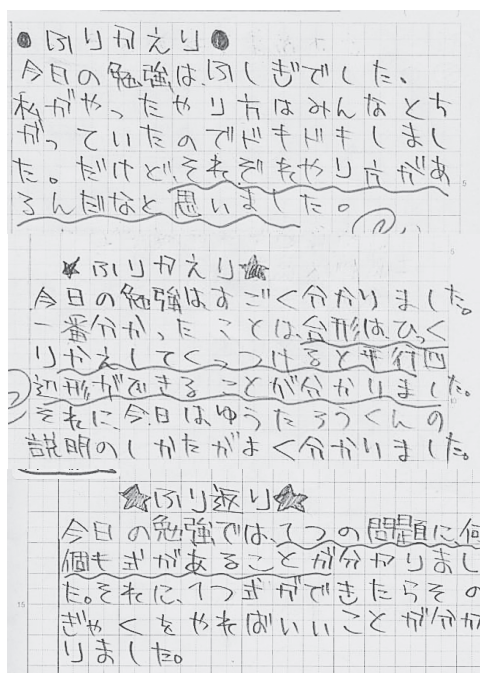 ●ふりかえり●
今日の勉強は、ふしぎでした。
私がやったやり方はみんなとち
がっていたのでドキドキしまし
た。だけど、それぞれやり方があ
るんだなと思いました。
★ふりかえり★
今日の勉強はすごく分かりました。
一番分かったことは、台形は、ひっく
りかえしてくっつけると平行四
辺形ができることが分かりました。
それに、今日はゆうたろうくんの
説明のしかたがよく分かりました。
★ふり返り★
今日の勉強では、1つの問題に何
個も式があることが分かりまし
た。それに、1つ式ができたらその
ぎゃくをやればいいことが分か
りました。
5
10
15